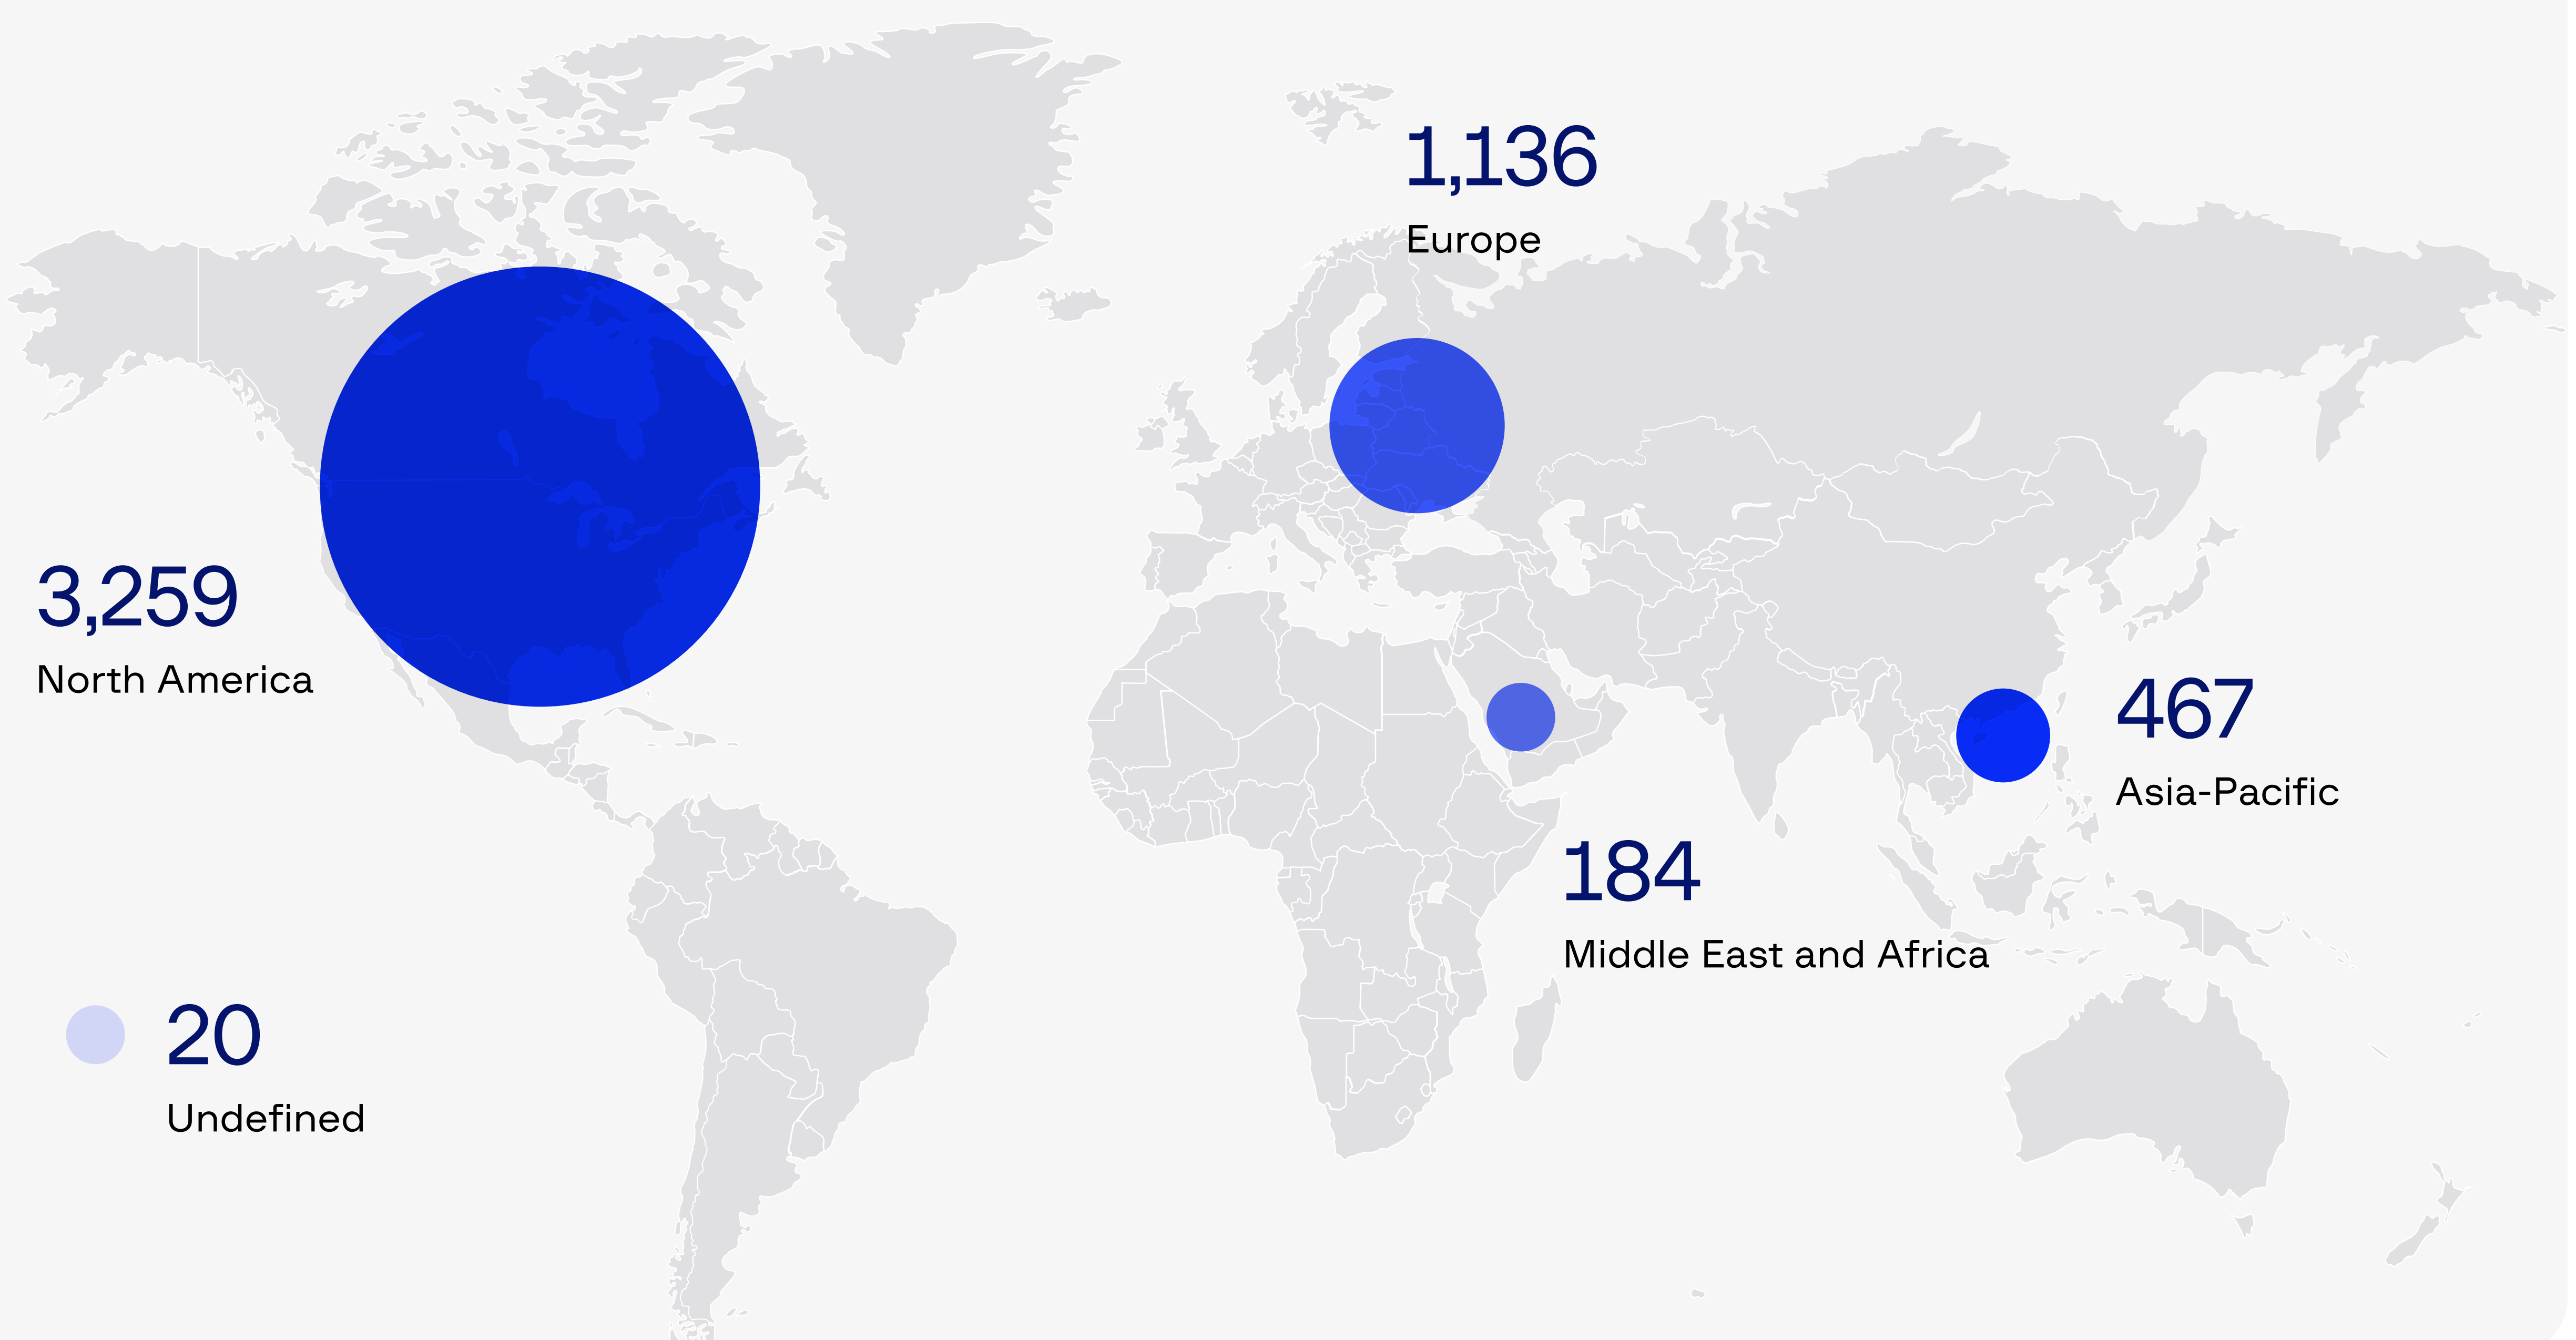 1,136
Europe
3,259
North America
467
Asia-Pacific
184
Middle East and Africa
20
Undefined